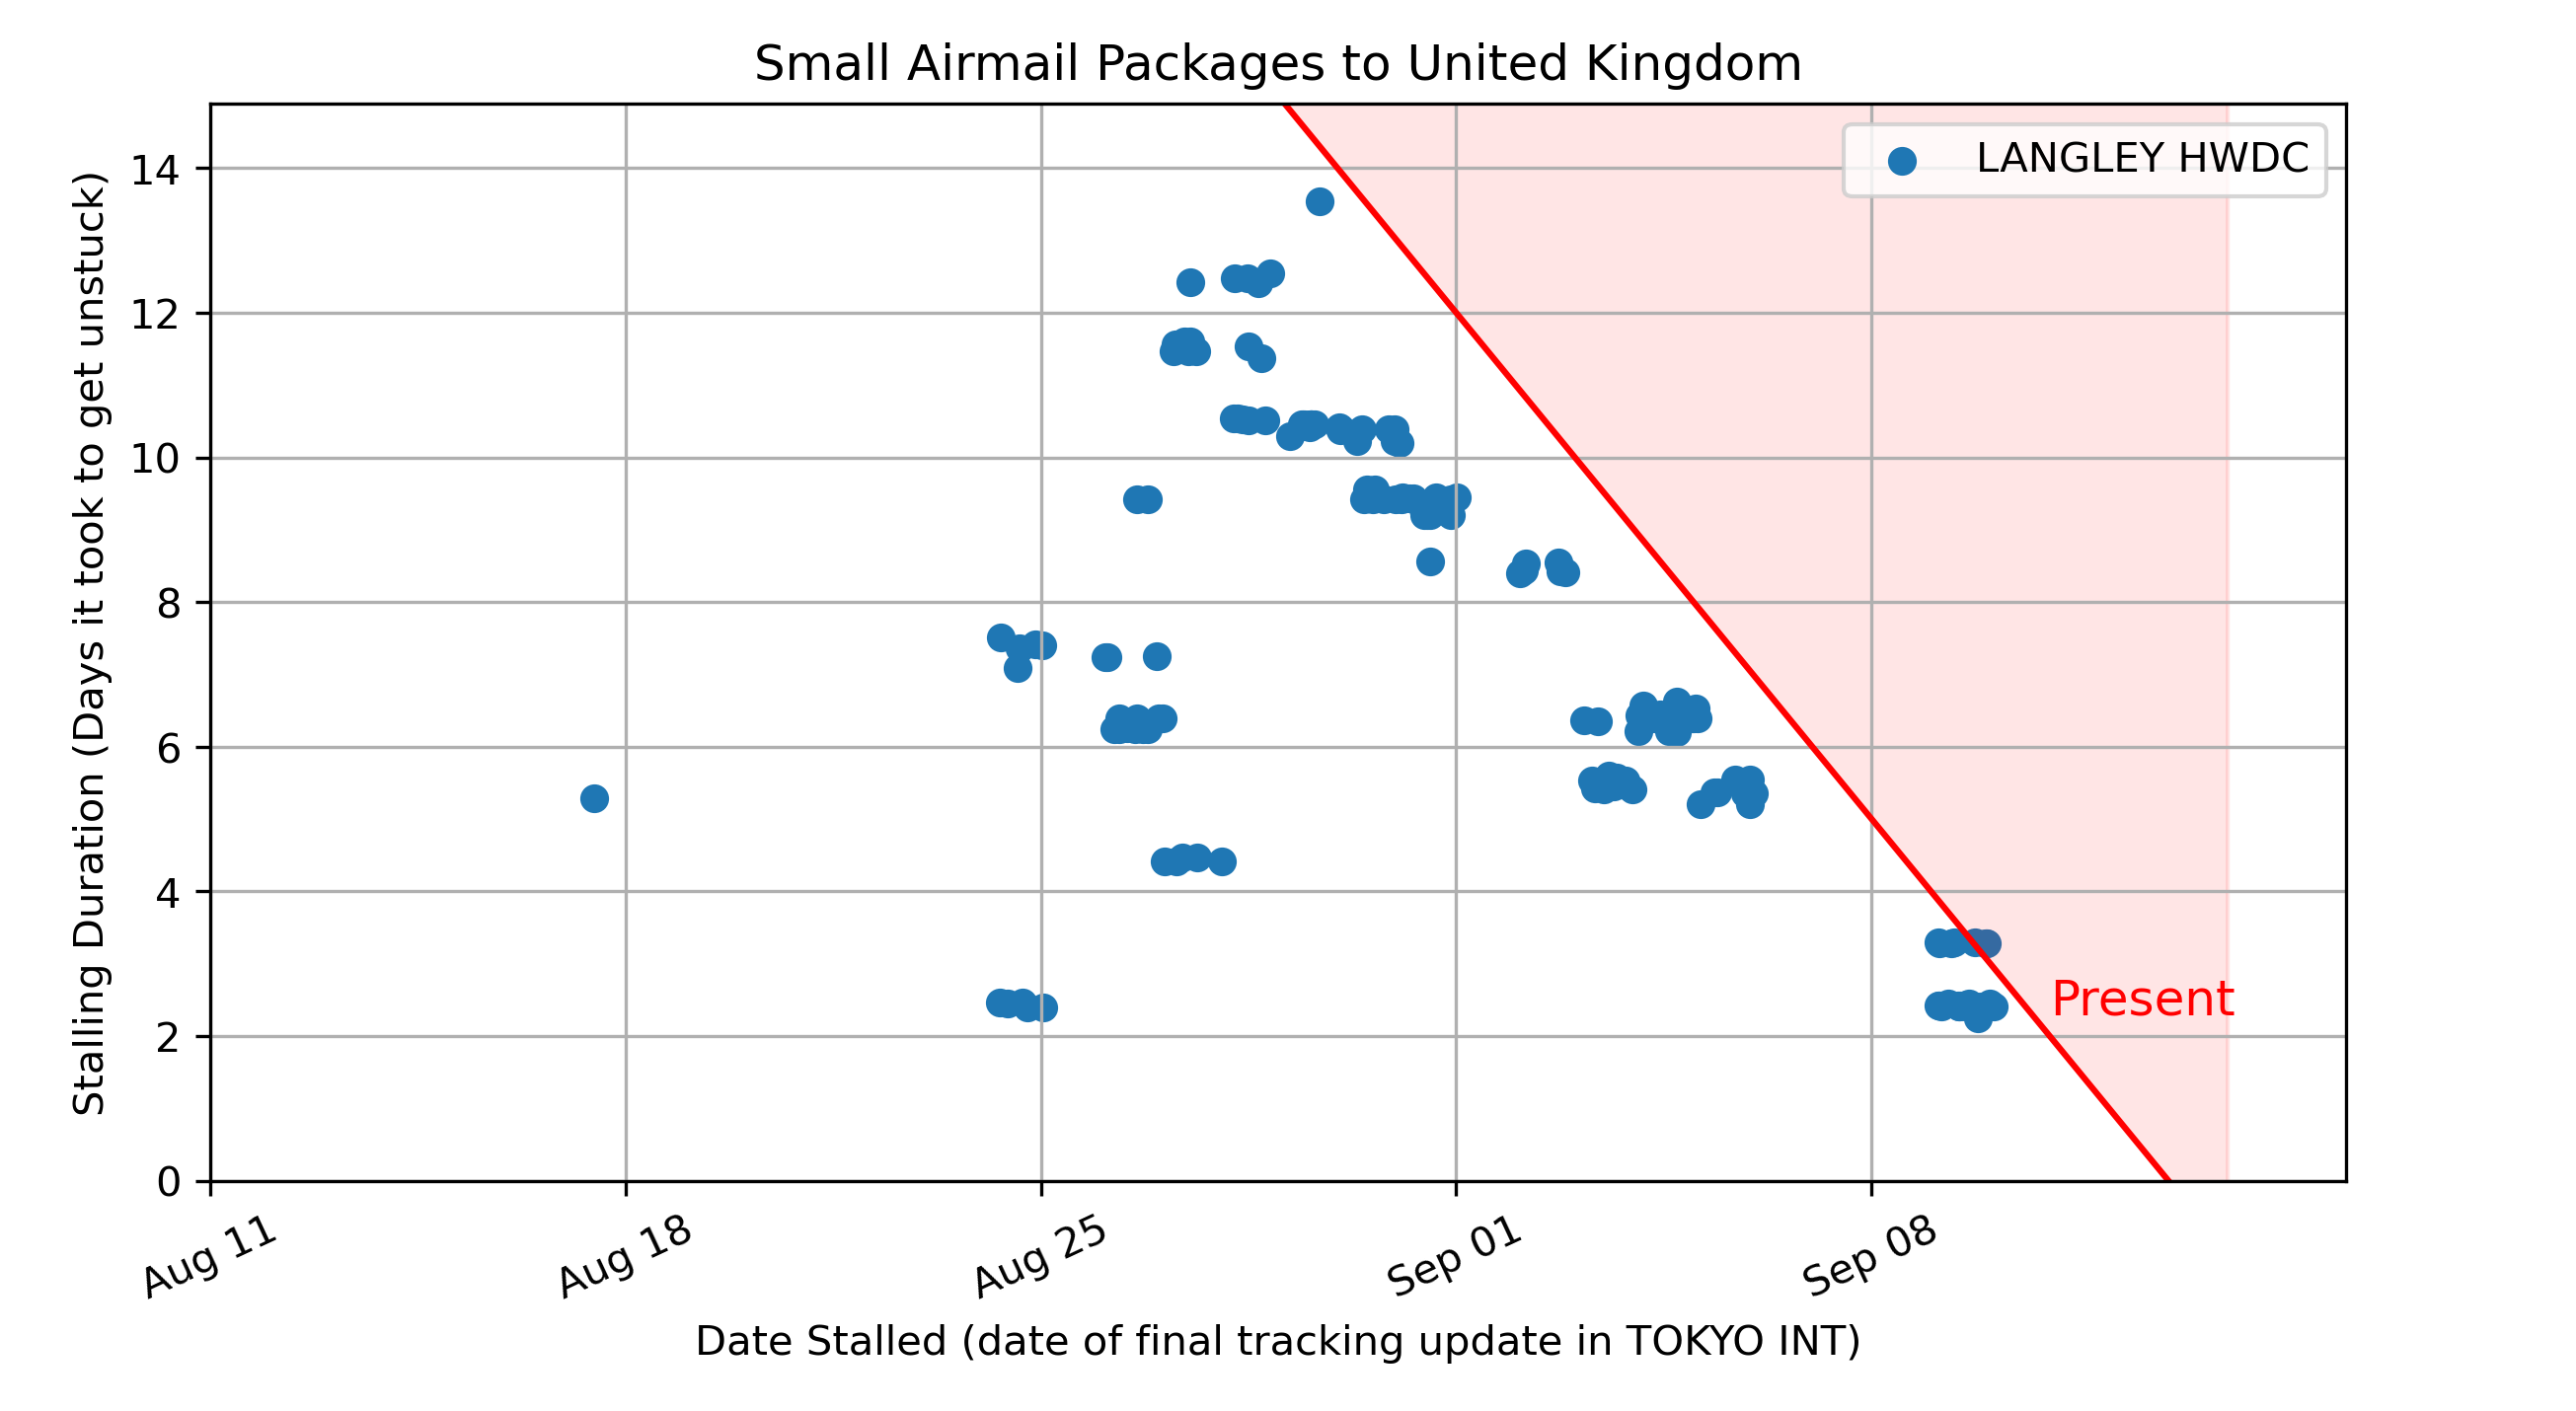 Small Airmail Packages to United Kingdom
LANGLEY HWDC
Stalling Duration (Days it took to get unstuck)
14
12
10
8
6
4
2
0
Present
Aug 11
Aug 18
Aug 25
Sep 01
Sep 08
Date Stalled (date of final tracking update in TOKYO INT)